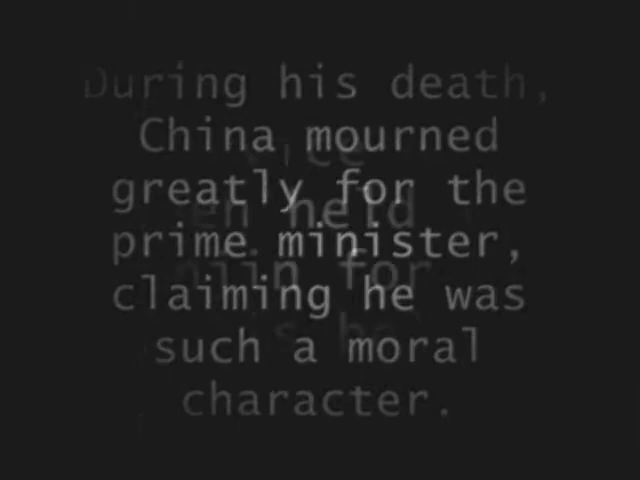 During his death,
China mourned
greatly for the
prime minister,
claiming he was
such a moral
character.